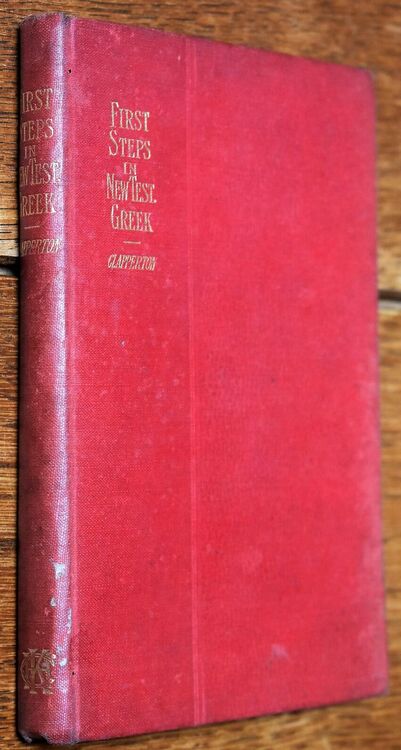 FIRST
STEPS
IN
NEW TEST.
GREEK
CLAPPERTON
FIRST
STEPS
IN
NEW TEST.
GREEK
CLAPPERTON